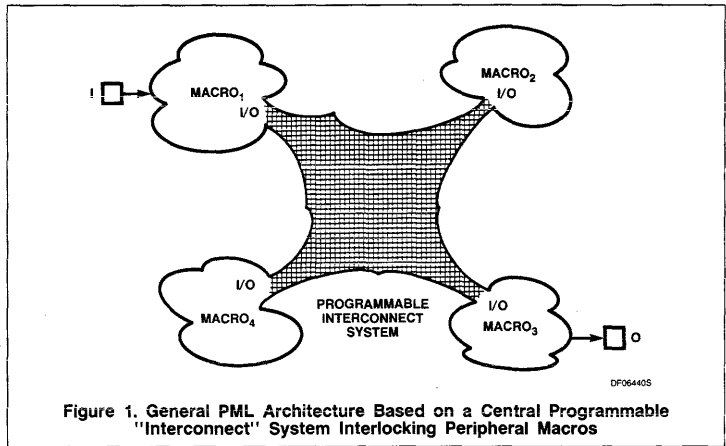 I
MACRO₁
I/O
MACRO₂
I/O
I/O
MACRO₄
PROGRAMMABLE
INTERCONNECT
SYSTEM
I/O
MACRO₃
O
DF06440S
Figure 1. General PML Architecture Based on a Central Programmable
"Interconnect" System Interlocking Peripheral Macros